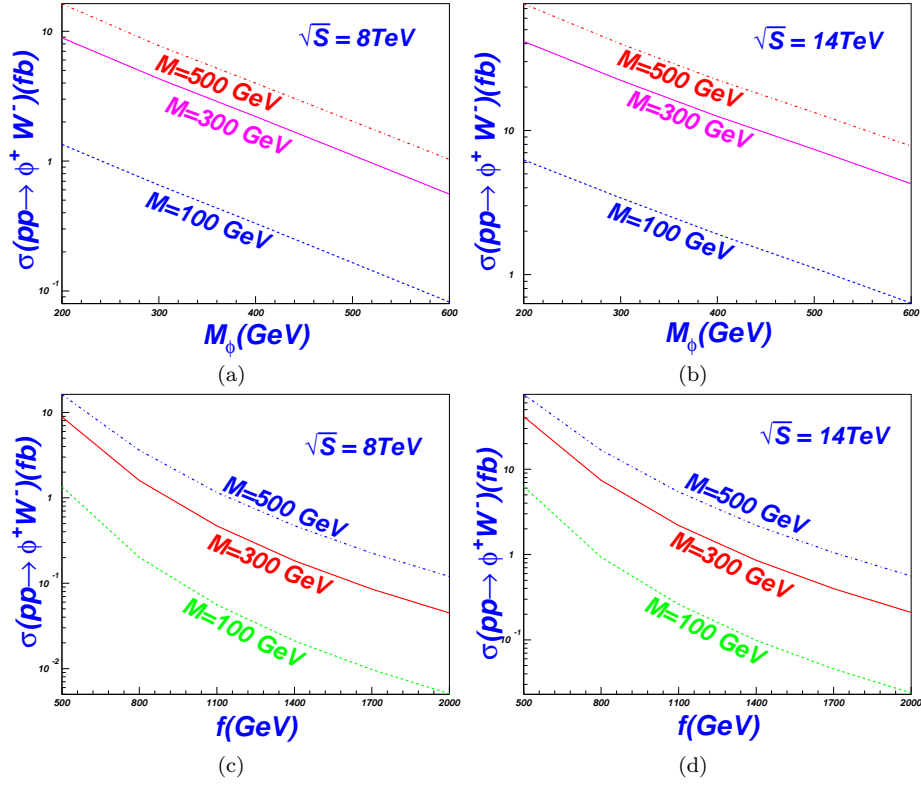 √S = 8TeV
M=500 GeV
M=300 GeV
M=100 GeV
σ(pp→ ϕ⁺ W⁻)(fb)
10
1
10⁻¹
200 300 400 500 600
M_ϕ(GeV)
(a)
√S = 14TeV
M=500 GeV
M=300 GeV
M=100 GeV
σ(pp→ ϕ⁺ W⁻)(fb)
10
1
200 300 400 500 600
M_ϕ(GeV)
(b)
√S = 8TeV
M=500 GeV
M=300 GeV
M=100 GeV
σ(pp→ ϕ⁺W⁻)(fb)
10
1
10⁻¹
10⁻²
500 800 1100 1400 1700 2000
f(GeV)
(c)
√S = 14TeV
M=500 GeV
M=300 GeV
M=100 GeV
σ(pp→ ϕ⁺W⁻)(fb)
10
1
10⁻¹
500 800 1100 1400 1700 2000
f(GeV)
(d)